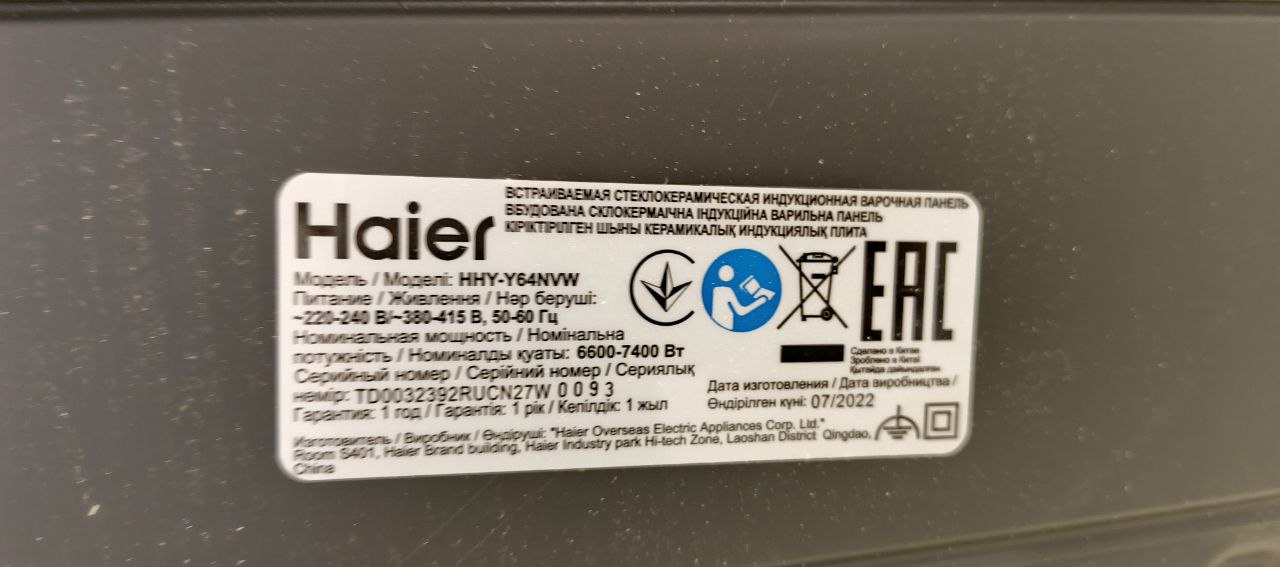 Haier
ВСТРАИВАЕМАЯ СТЕКЛОКЕРАМИЧЕСКАЯ ИНДУКЦИОННАЯ ВАРОЧНАЯ ПАНЕЛЬ
ВБУДОВАНА СКЛОКЕРМАІЧНА ІНДУКЦІЙНА ВАРИЛЬНА ПАНЕЛЬ
КІРІКТІРІЛГЕН ШЫНЫ КЕРАМИКАЛЫҚ ИНДУКЦИЯЛЫҚ ПЛИТА
Модель / Моделі: HHY-Y64NVW
Питание / Живлення / Нәр беруші:
~220-240 В/~380-415 В, 50-60 Гц
Номинальная мощность / Номінальна
потужність / Номиналды қуаты: 6600-7400 Вт
Серийный номер / Серійний номер / Сериялық
немір: TD0032392RUCN27W 0 0 9 3
Гарантия: 1 год / Гарантія: 1 рік / Кепілдік: 1 жыл
EAC
Сделано в Китае
Зроблено в Китаї
Қытайда дайындалған
Дата изготовления / Дата виробництва /
Өндірілген күні: 07/2022
Изготовитель / Виробник / Өндіруші: "Haier Overseas Electric Appliances Corp. Ltd."
Room S401, Haier Brand building, Haier Industry park Hi-tech Zone, Laoshan District Qingdao,
China